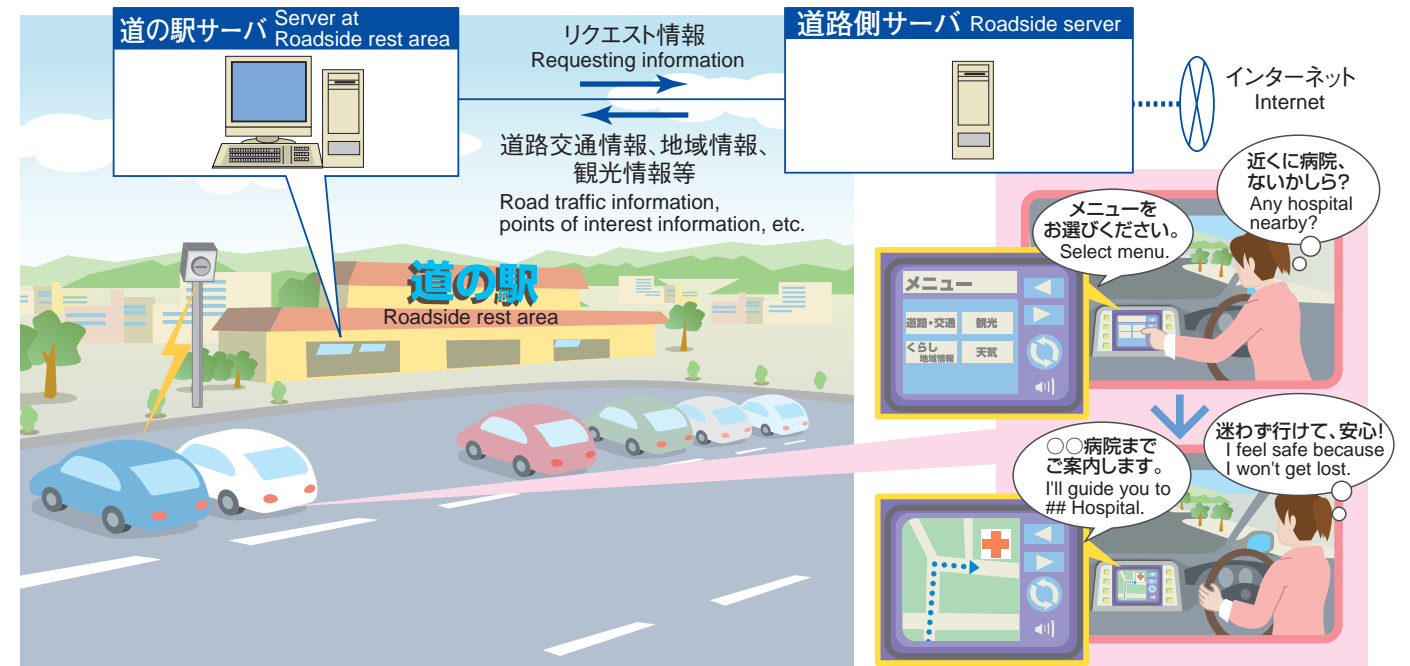 道の駅サーバ Server at
Roadside rest area
リクエスト情報
Requesting information
道路交通情報、地域情報、
観光情報等
Road traffic information,
points of interest information, etc.
道路側サーバ Roadside server
インターネット
Internet
道の駅
Roadside rest area
近くに病院、
ないかしら?
Any hospital
nearby?
メニューを
お選びください。
Select menu.
メニュー
道路・交通
観光
くらし
地域情報
天気
迷わず行けて、安心!
I feel safe because
I won't get lost.
○○病院まで
ご案内します。
I'll guide you to
## Hospital.